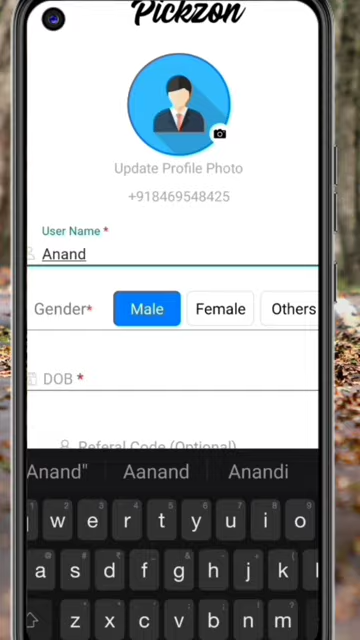 Pickzon
Update Profile Photo
+918469548425
User Name *
Anand
Gender* Male Female Others
DOB *
Referal Code (Optional)
Anand" Aanand Anandi
w e r t y u i o
a s d f g h j k
z x c v b n m